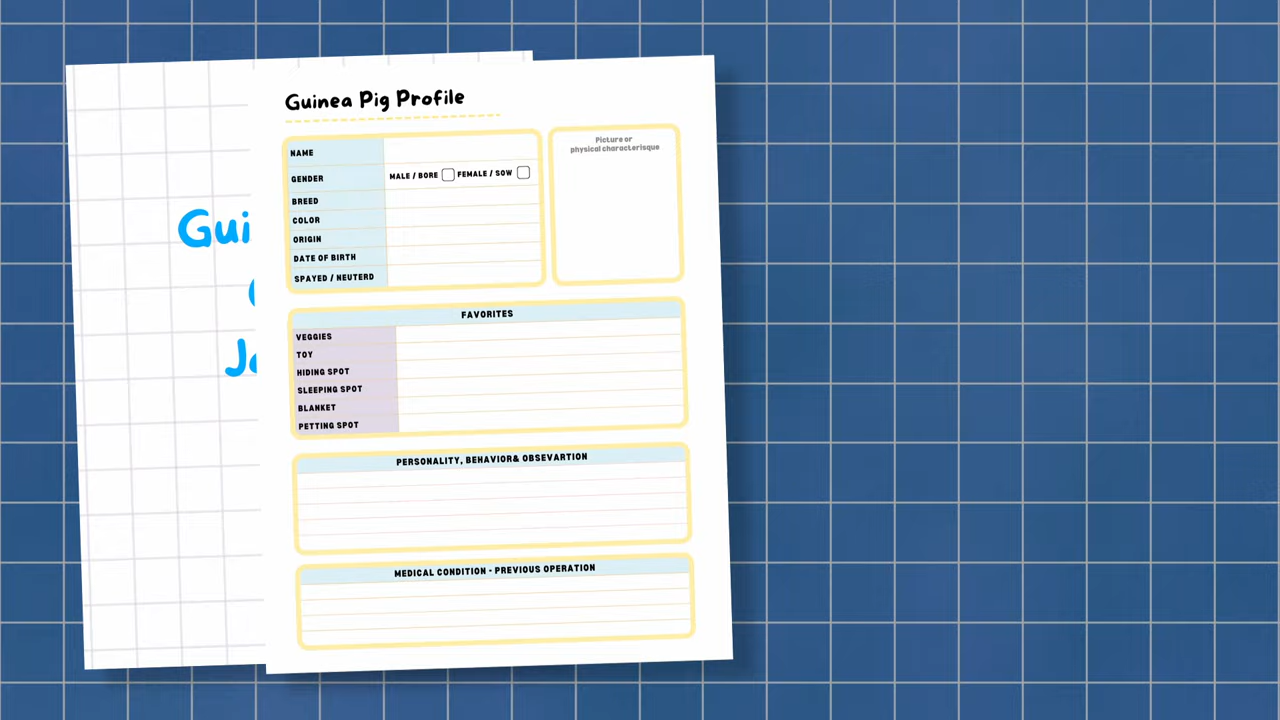 Gui
J
Guinea Pig Profile
NAME
GENDER
MALE / BORE FEMALE / SOW
BREED
COLOR
ORIGIN
DATE OF BIRTH
SPAYED / NEUTERD
Picture or
physical characterisque
FAVORITES
VEGGIES
TOY
HIDING SPOT
SLEEPING SPOT
BLANKET
PETTING SPOT
PERSONALITY, BEHAVIOR& OBSEVARTION
MEDICAL CONDITION - PREVIOUS OPERATION